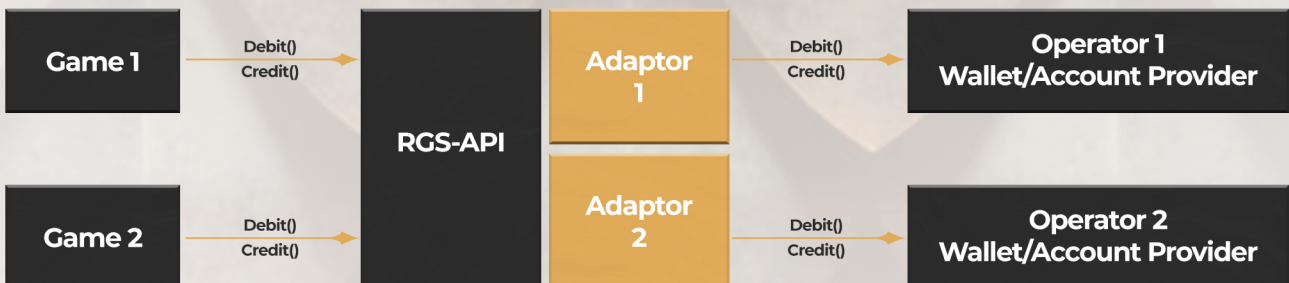 Game 1
Debit()
Credit()
RGS-API
Adaptor
1
Debit()
Credit()
Operator 1
Wallet/Account Provider
Game 2
Debit()
Credit()
Adaptor
2
Debit()
Credit()
Operator 2
Wallet/Account Provider